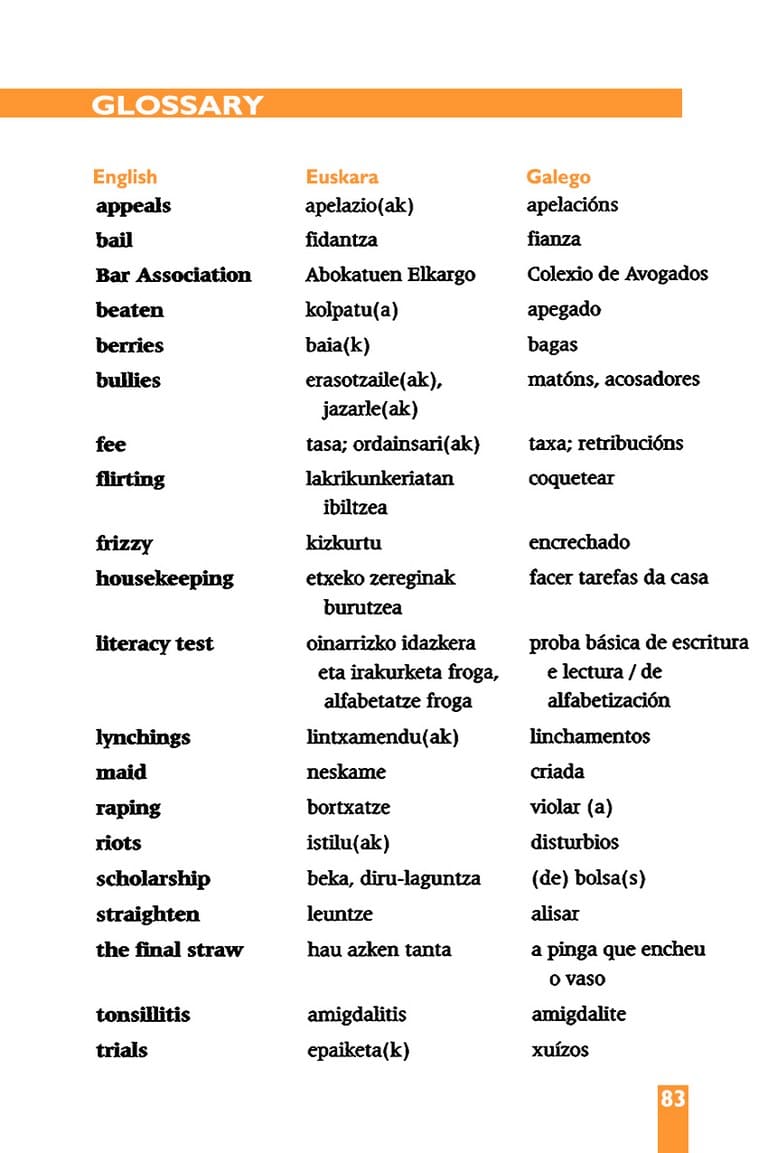 GLOSSARY
English Euskara Galego
appeals apelazio(ak) apelacións
bail fidantza fianza
Bar Association Abokatuen Elkargo Colexio de Avogados
beaten kolpatu(a) apegado
berries baia(k) bagas
bullies erasotzaile(ak), matóns, acosadores
jazarle(ak)
fee tasa; ordainsari(ak) taxa; retribucións
flirting lakrikunkeriatan coquetear
ibiltzea
frizzy kizkurtu encrechado
housekeeping etxeko zereginak facer tarefas da casa
burutzea
literacy test oinarrizko idazkera proba básica de escritura
eta irakurketa froga, e lectura / de
alfabetatze froga alfabetización
lynchings lintxamendu(ak) linchamentos
maid neskame criada
raping bortxatze violar (a)
riots istilu(ak) disturbios
scholarship beka, diru-laguntza (de) bolsa(s)
straighten leuntze alisar
the final straw hau azken tanta a pinga que encheu
o vaso
tonsillitis amigdalitis amigdalite
trials epaiketa(k) xuízos
83